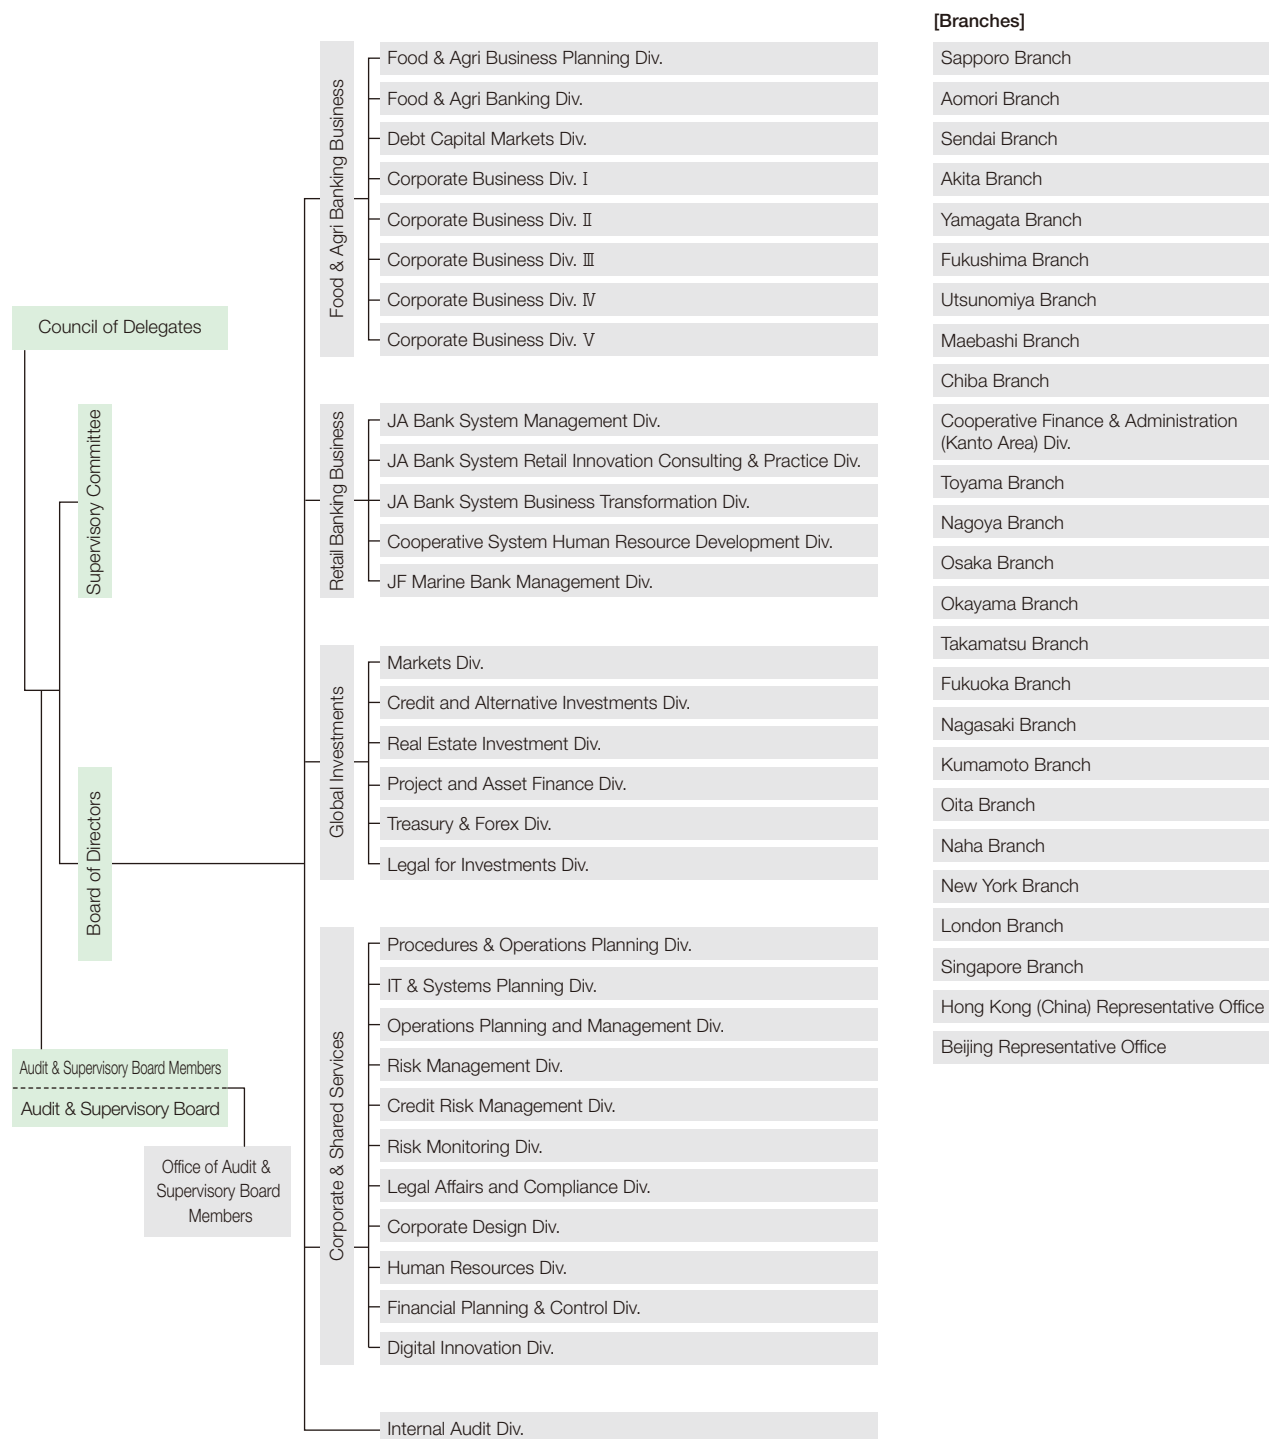 Council of Delegates
Supervisory Committee
Board of Directors
Audit & Supervisory Board Members
Audit & Supervisory Board
Office of Audit &
Supervisory Board
Members
Food & Agri Banking Business
Food & Agri Business Planning Div.
Food & Agri Banking Div.
Debt Capital Markets Div.
Corporate Business Div. Ⅰ
Corporate Business Div. Ⅱ
Corporate Business Div. Ⅲ
Corporate Business Div. Ⅳ
Corporate Business Div. Ⅴ
Retail Banking Business
JA Bank System Management Div.
JA Bank System Retail Innovation Consulting & Practice Div.
JA Bank System Business Transformation Div.
Cooperative System Human Resource Development Div.
JF Marine Bank Management Div.
Global Investments
Markets Div.
Credit and Alternative Investments Div.
Real Estate Investment Div.
Project and Asset Finance Div.
Treasury & Forex Div.
Legal for Investments Div.
Corporate & Shared Services
Procedures & Operations Planning Div.
IT & Systems Planning Div.
Operations Planning and Management Div.
Risk Management Div.
Credit Risk Management Div.
Risk Monitoring Div.
Legal Affairs and Compliance Div.
Corporate Design Div.
Human Resources Div.
Financial Planning & Control Div.
Digital Innovation Div.
Internal Audit Div.
[Branches]
Sapporo Branch
Aomori Branch
Sendai Branch
Akita Branch
Yamagata Branch
Fukushima Branch
Utsunomiya Branch
Maebashi Branch
Chiba Branch
Cooperative Finance & Administration
(Kanto Area) Div.
Toyama Branch
Nagoya Branch
Osaka Branch
Okayama Branch
Takamatsu Branch
Fukuoka Branch
Nagasaki Branch
Kumamoto Branch
Oita Branch
Naha Branch
New York Branch
London Branch
Singapore Branch
Hong Kong (China) Representative Office
Beijing Representative Office